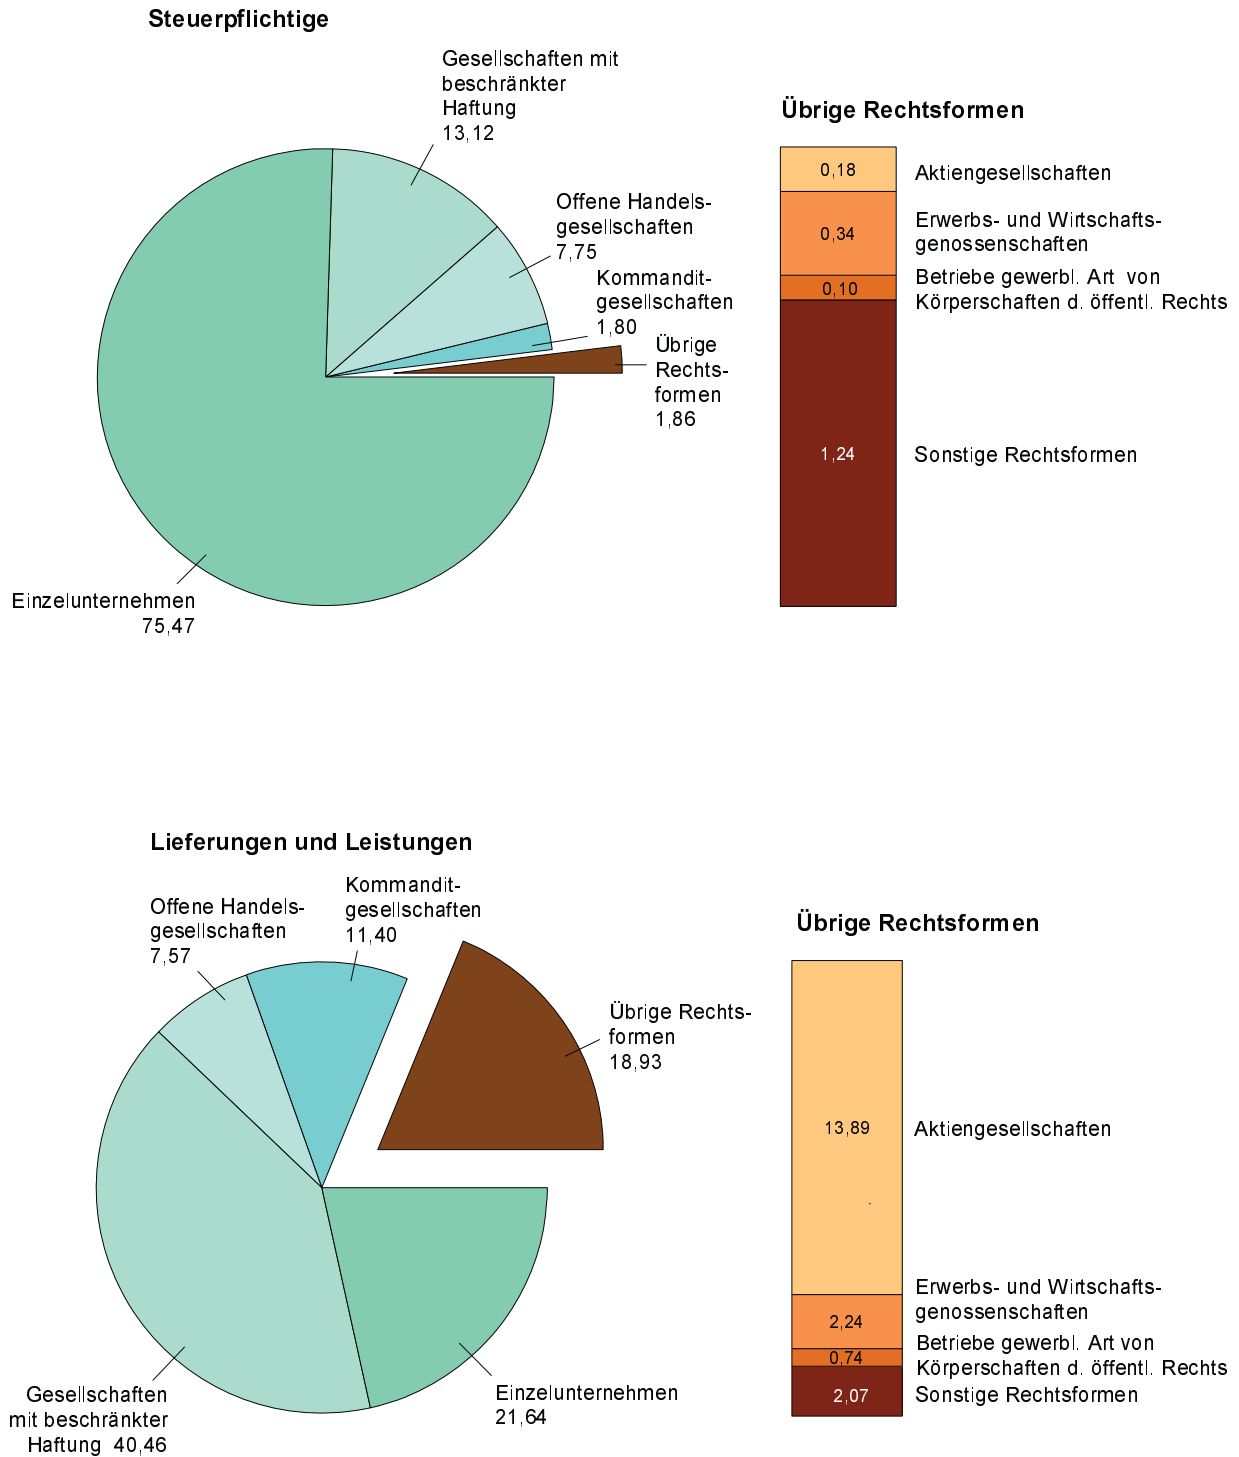 Steuerpflichtige
Gesellschaften mit
beschränkter
Haftung
13,12
Offene Handels-
gesellschaften
7,75
Kommandit-
gesellschaften
1,80
Übrige
Rechts-
formen
1,86
Einzelunternehmen
75,47
Übrige Rechtsformen
0,18
Aktiengesellschaften
0,34
Erwerbs- und Wirtschafts-
genossenschaften
0,10
Betriebe gewerbl. Art von
Körperschaften d. öffentl. Rechts
1,24
Sonstige Rechtsformen
Lieferungen und Leistungen
Kommandit-
gesellschaften
11,40
Offene Handels-
gesellschaften
7,57
Übrige Rechts-
formen
18,93
Einzelunternehmen
21,64
Gesellschaften
mit beschränkter
Haftung 40,46
Übrige Rechtsformen
13,89
Aktiengesellschaften
2,24
Erwerbs- und Wirtschafts-
genossenschaften
0,74
Betriebe gewerbl. Art von
Körperschaften d. öffentl. Rechts
2,07
Sonstige Rechtsformen